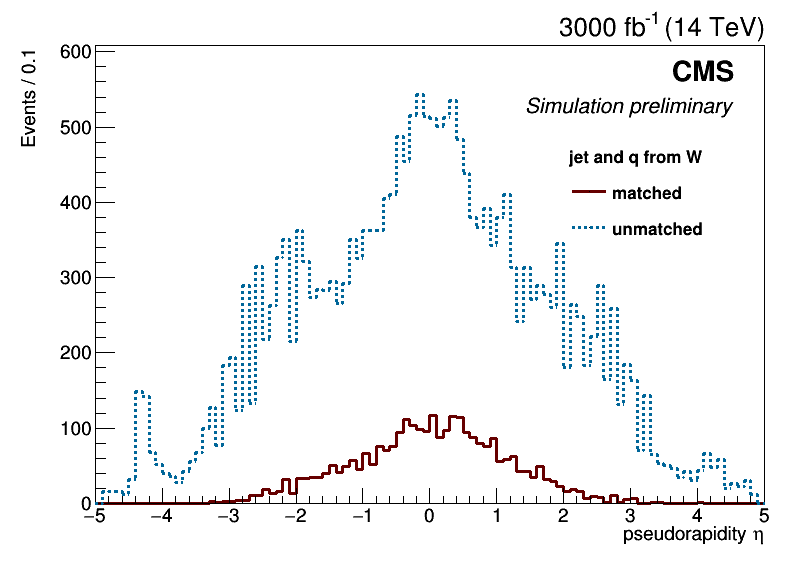 3000 fb-1 (14 TeV)
Events / 0.1
600
500
400
300
200
100
0
CMS
Simulation preliminary
jet and q from W
matched
unmatched
−5 −4 −3 −2 −1 0 1 2 3 4 5
pseudorapidity η